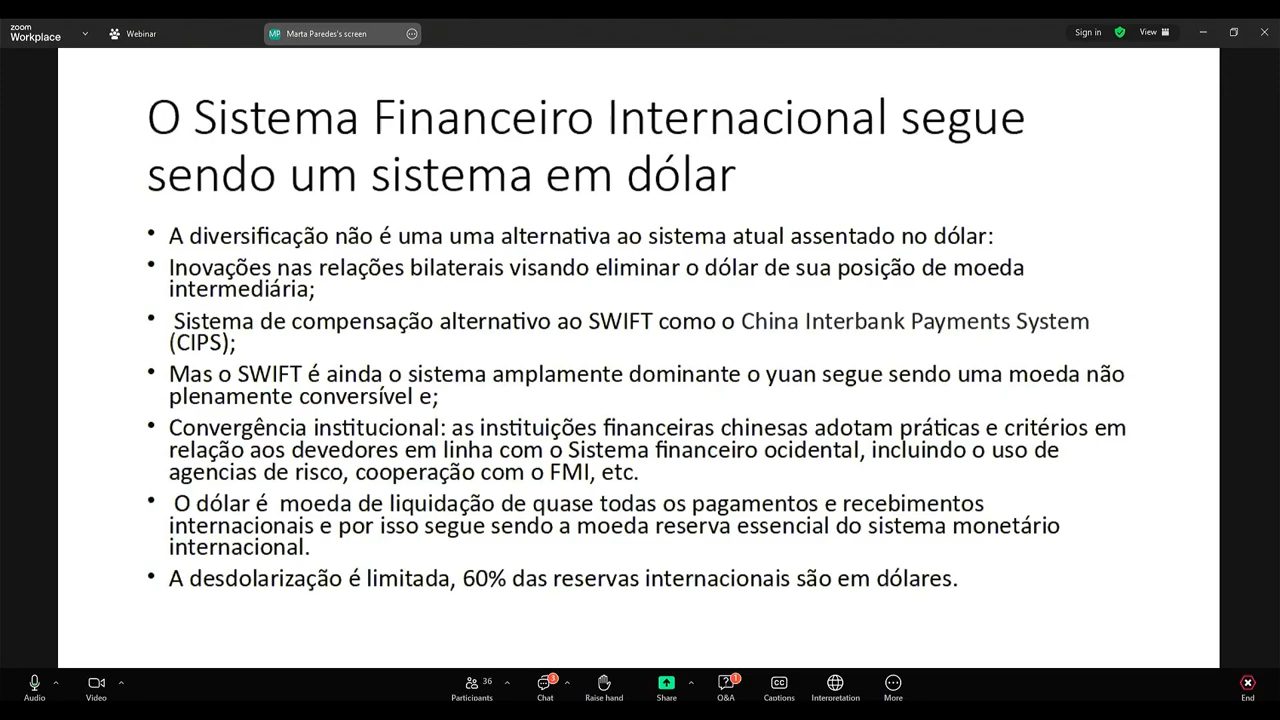 zoom
Workplace
Webinar
MP Marta Paredes's screen
Sign in
View
O Sistema Financeiro Internacional segue
sendo um sistema em dólar
• A diversificação não é uma uma alternativa ao sistema atual assentado no dólar:
• Inovações nas relações bilaterais visando eliminar o dólar de sua posição de moeda
intermediária;
• Sistema de compensação alternativo ao SWIFT como o China Interbank Payments System
(CIPS);
• Mas o SWIFT é ainda o sistema amplamente dominante o yuan segue sendo uma moeda não
plenamente conversível e;
• Convergência institucional: as instituições financeiras chinesas adotam práticas e critérios em
relação aos devedores em linha com o Sistema financeiro ocidental, incluindo o uso de
agencias de risco, cooperação com o FMI, etc.
• O dólar é moeda de liquidação de quase todas os pagamentos e recebimentos
internacionais e por isso segue sendo a moeda reserva essencial do sistema monetário
internacional.
• A desdolarização é limitada, 60% das reservas internacionais são em dólares.
Audio
Video
36
Participants
3
Chat
Raise hand
Share
1
Q&A
CC
Captions
Interpretation
More
End